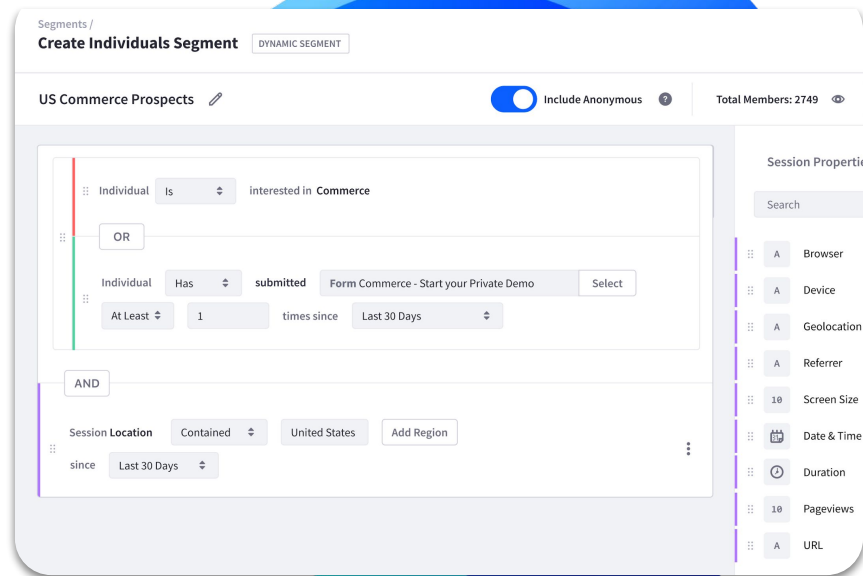 Segments /
Create Individuals Segment DYNAMIC SEGMENT
US Commerce Prospects Include Anonymous ? Total Members: 2749
Individual Is interested in Commerce
OR
Individual Has submitted Form Commerce - Start your Private Demo Select
At Least 1 times since Last 30 Days
AND
Session Location Contained United States Add Region
since Last 30 Days
Session Propertie
Search
A Browser
A Device
A Geolocation
A Referrer
10 Screen Size
Date & Time
Duration
10 Pageviews
A URL